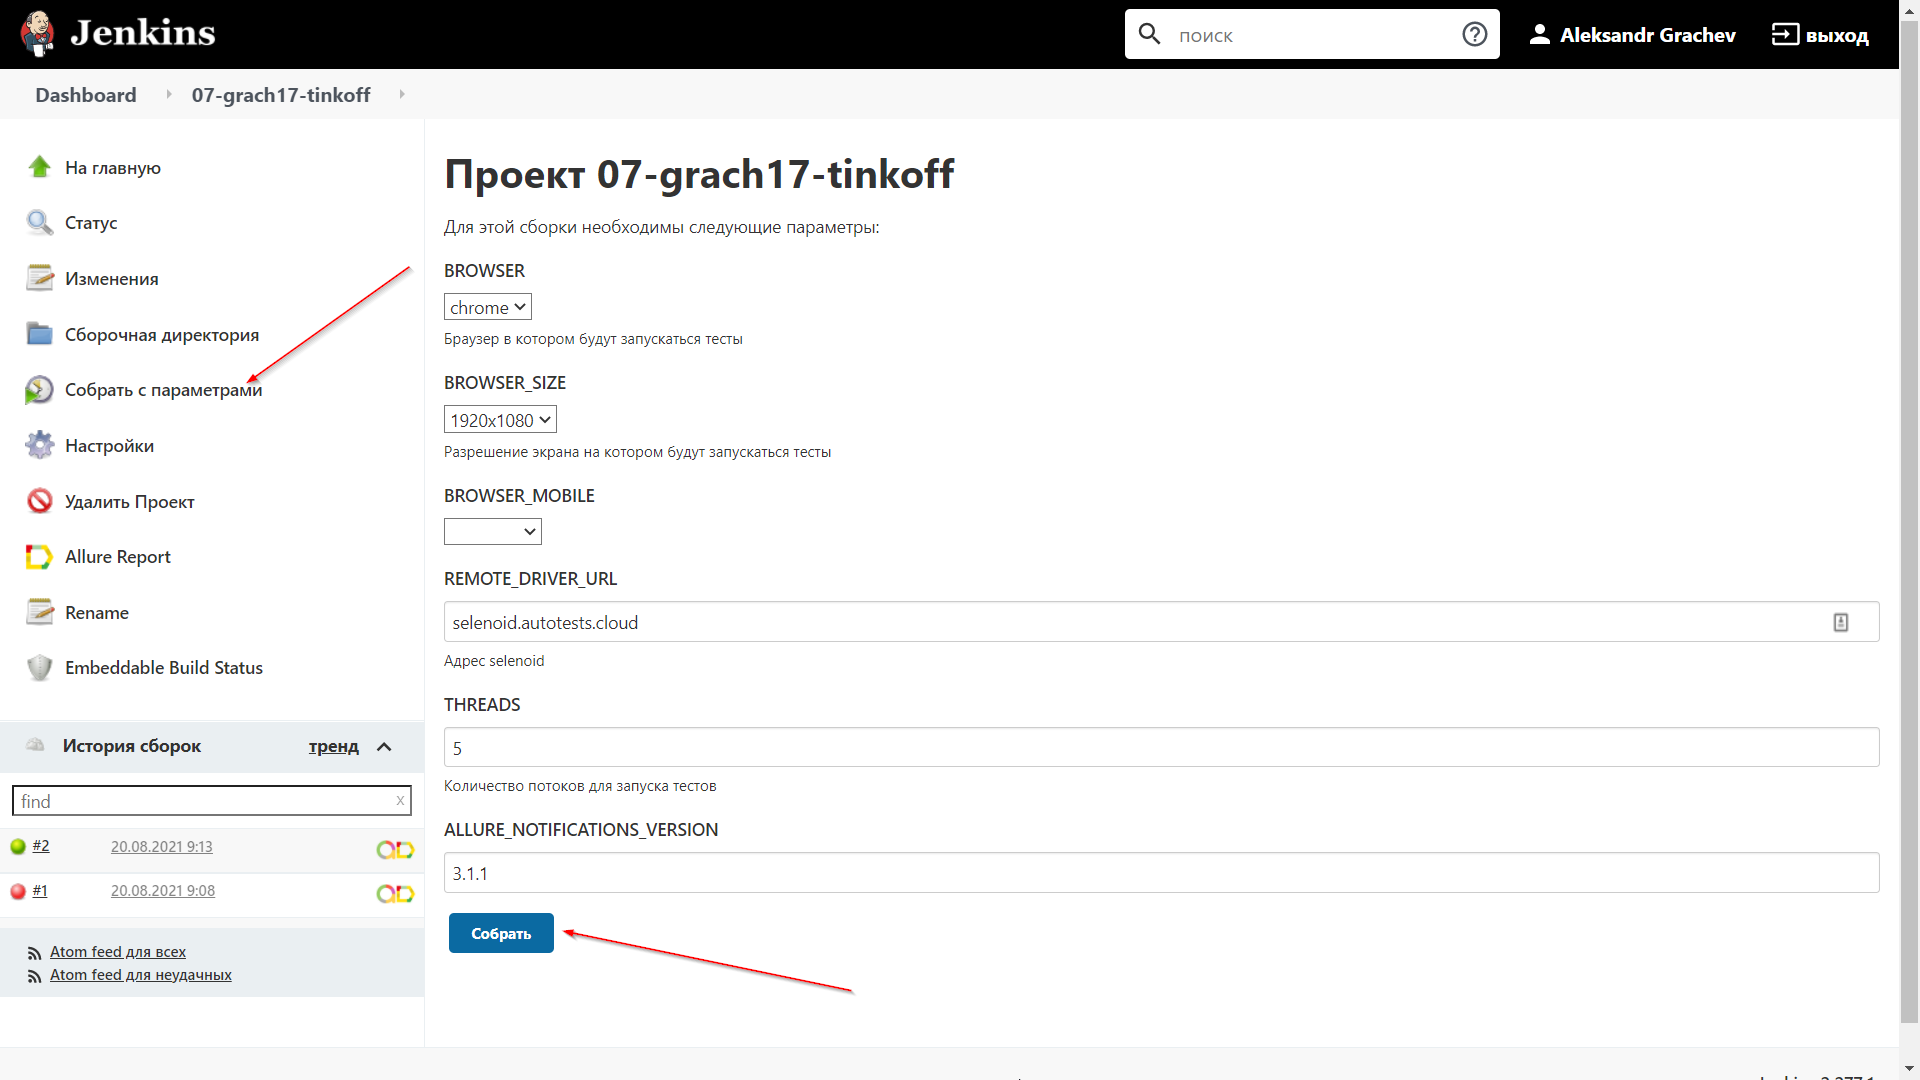 Jenkins
поиск
Aleksandr Grachev
выход
Dashboard
07-grach17-tinkoff
На главную
Статус
Изменения
Сборочная директория
Собрать с параметрами
Настройки
Удалить Проект
Allure Report
Rename
Embeddable Build Status
История сборок
тренд
find
x
#2
20.08.2021 9:13
#1
20.08.2021 9:08
Atom feed для всех
Atom feed для неудачных
Проект 07-grach17-tinkoff
Для этой сборки необходимы следующие параметры:
BROWSER
chrome
Браузер в котором будут запускаться тесты
BROWSER_SIZE
1920x1080
Разрешение экрана на котором будут запускаться тесты
BROWSER_MOBILE
REMOTE_DRIVER_URL
selenoid.autotests.cloud
Адрес selenoid
THREADS
5
Количество потоков для запуска тестов
ALLURE_NOTIFICATIONS_VERSION
3.1.1
Собрать